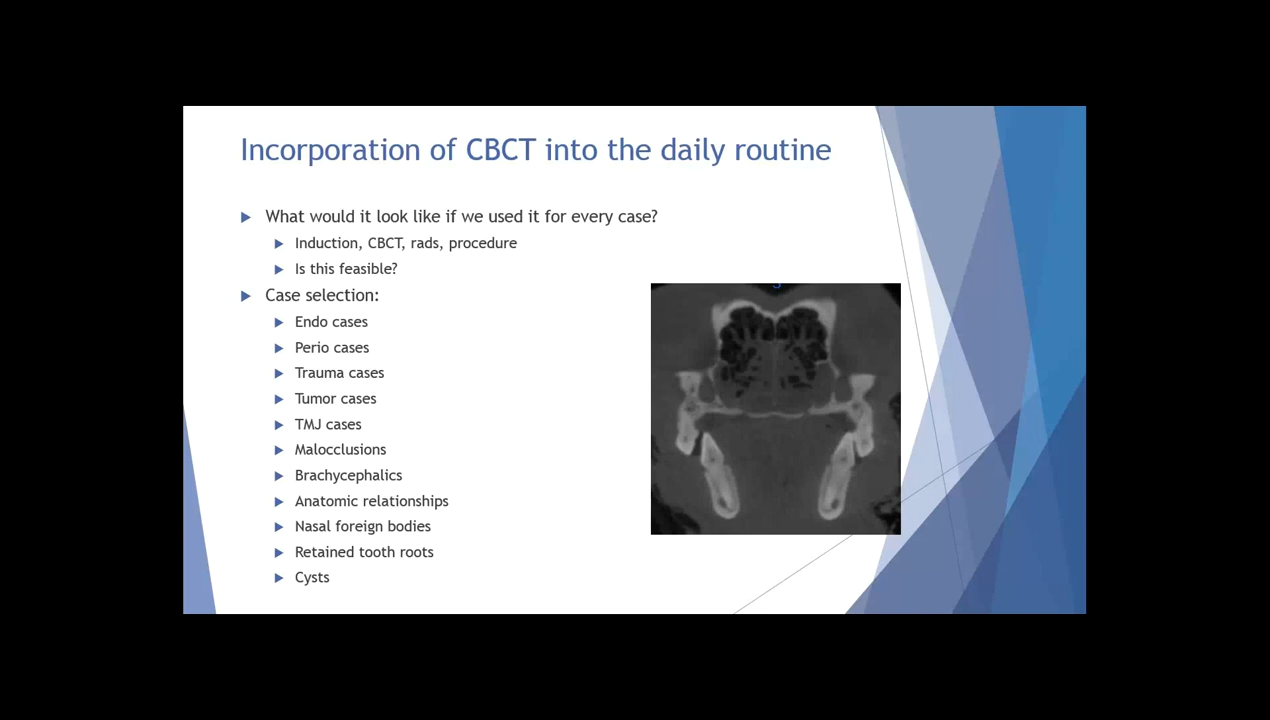 Incorporation of CBCT into the daily routine
What would it look like if we used it for every case?
Induction, CBCT, rads, procedure
Is this feasible?
Case selection:
Endo cases
Perio cases
Trauma cases
Tumor cases
TMJ cases
Malocclusions
Brachycephalics
Anatomic relationships
Nasal foreign bodies
Retained tooth roots
Cysts